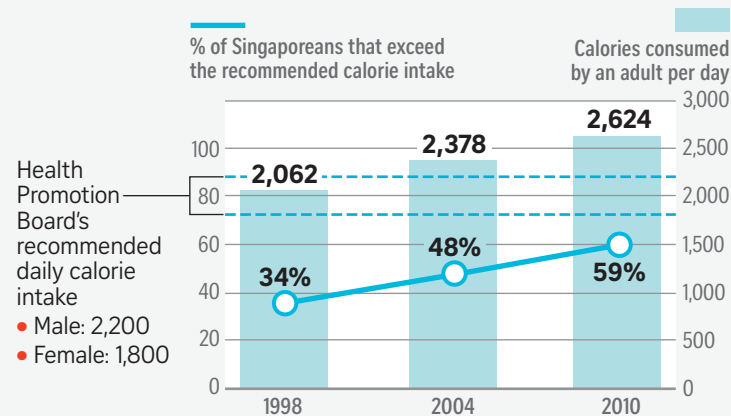 % of Singaporeans that exceed
the recommended calorie intake
Calories consumed
by an adult per day
Health
Promotion
Board's
recommended
daily calorie
intake
• Male: 2,200
• Female: 1,800
100
80
60
40
20
0
2,062
2,378
2,624
34%
48%
59%
3,000
2,500
2,000
1,500
1,000
500
0
1998
2004
2010